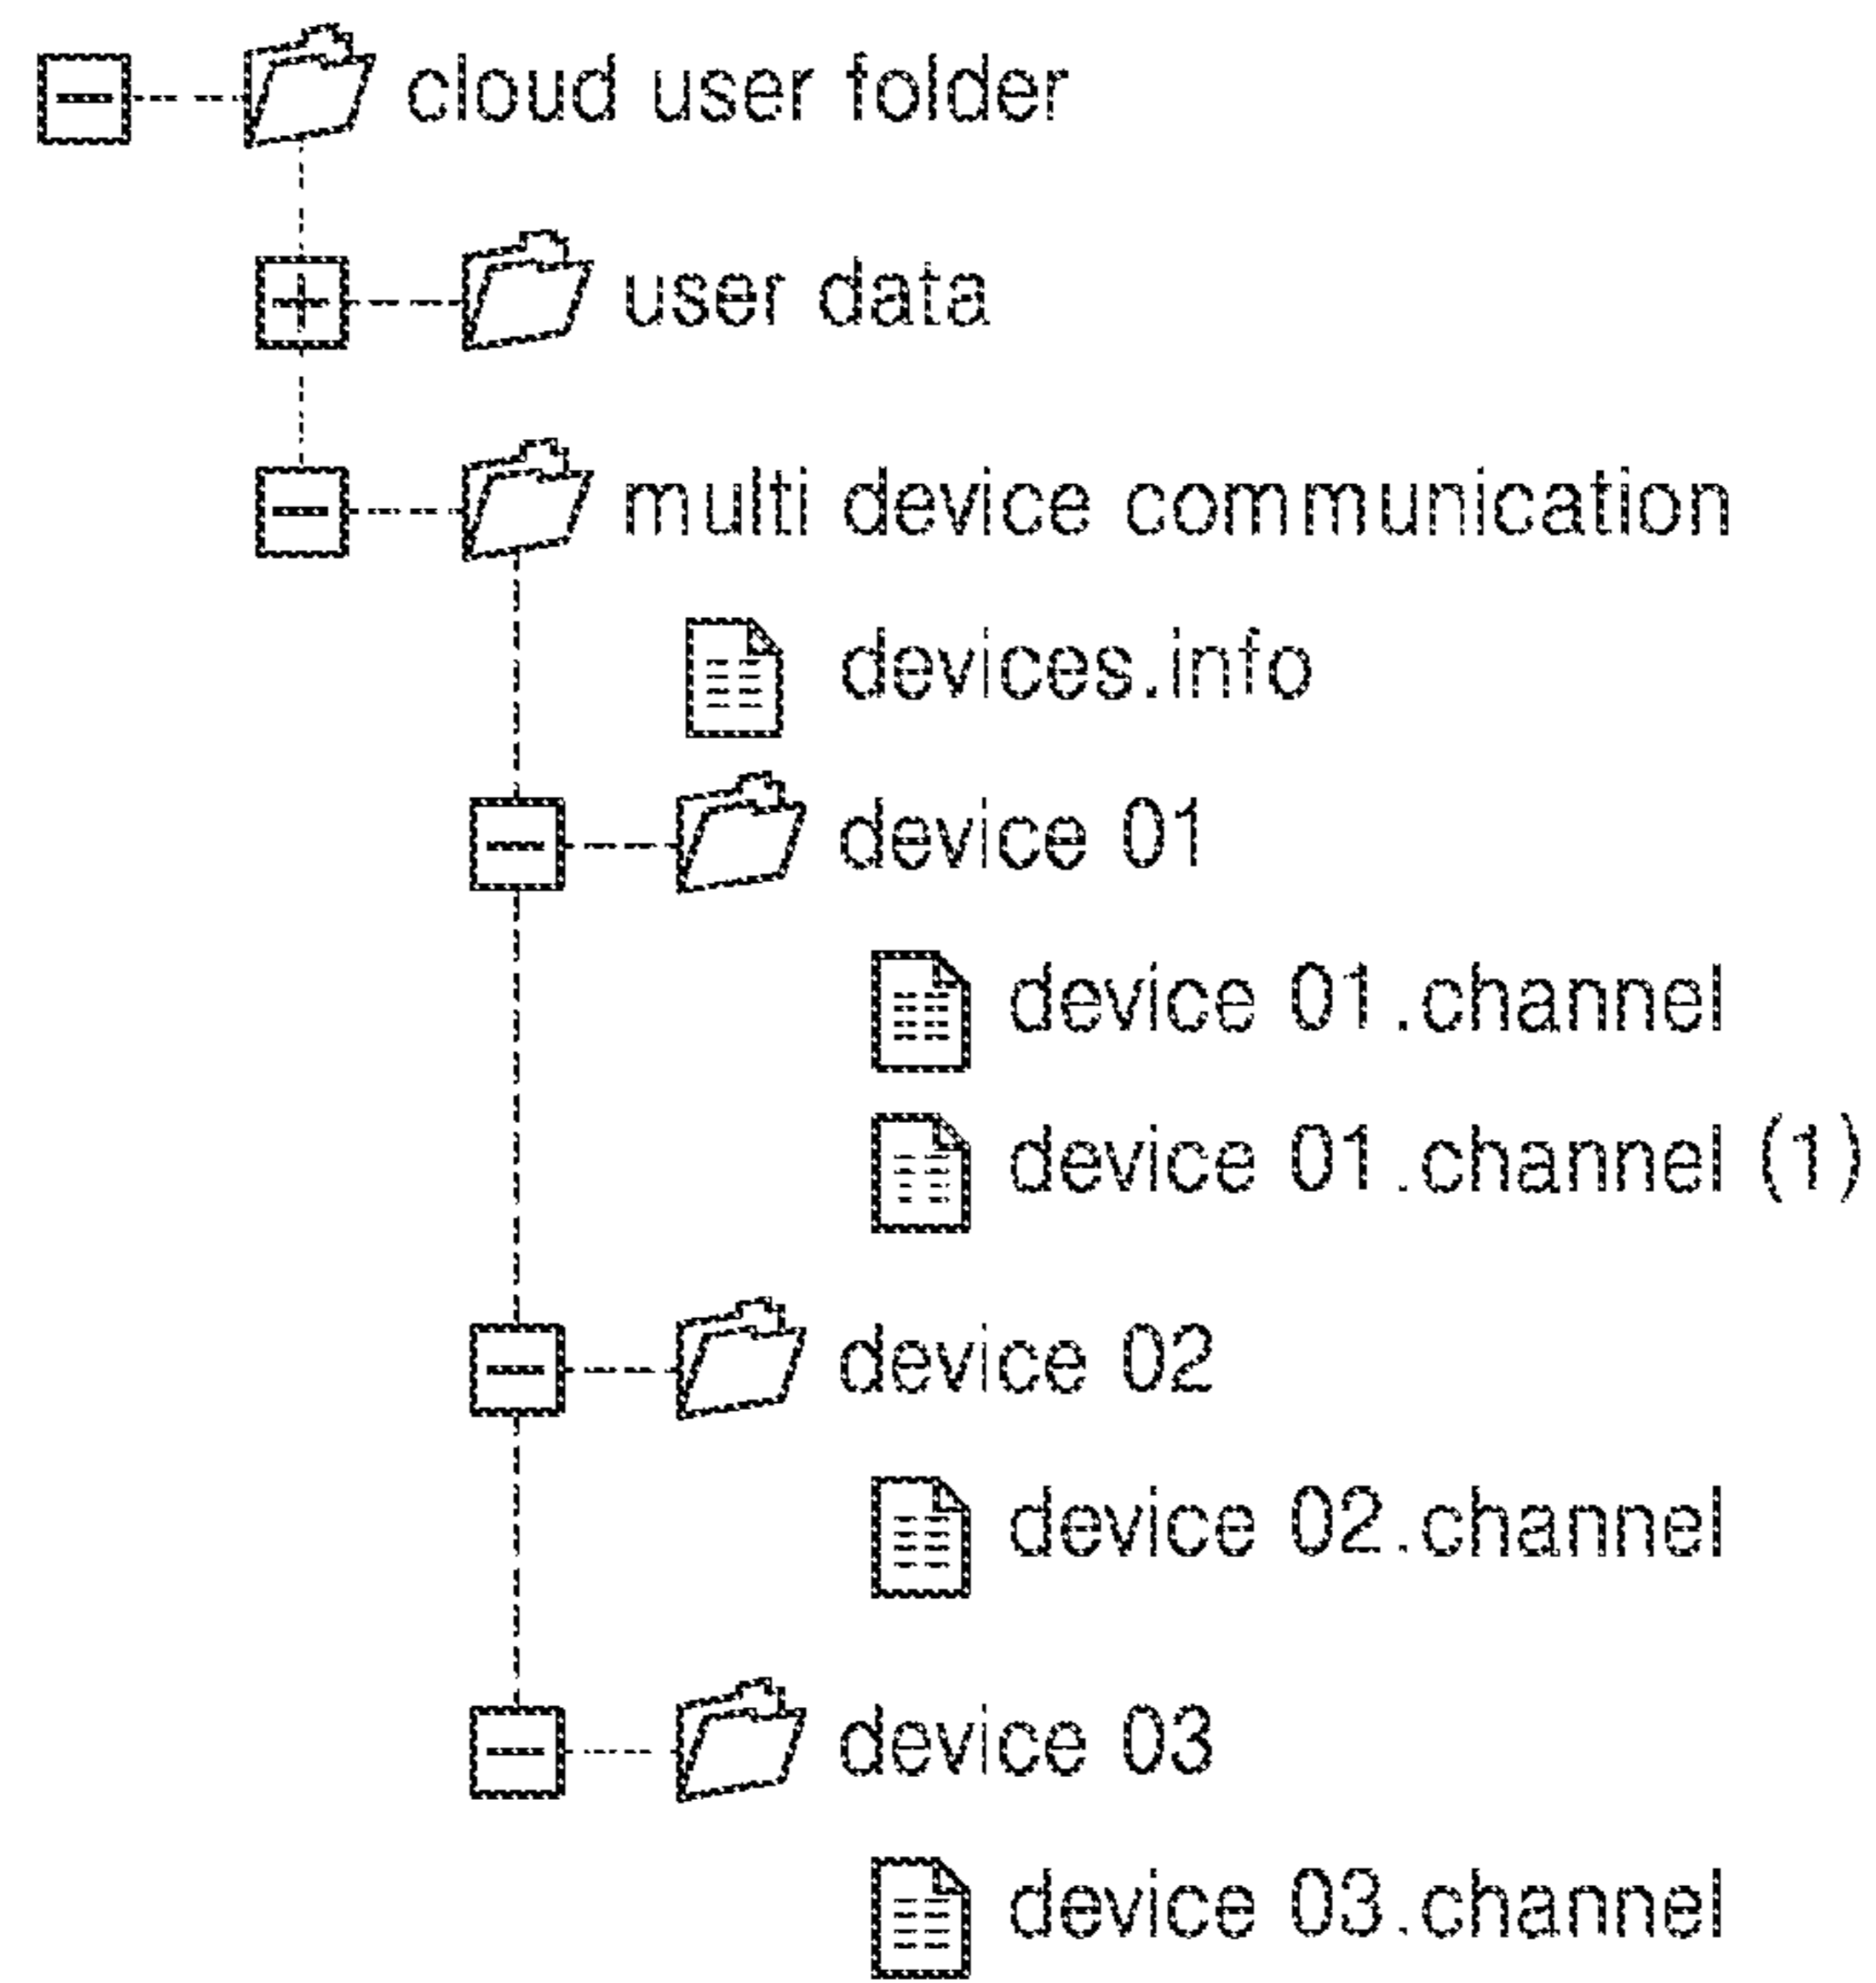 cloud user folder
user data
multi device communication
devices.info
device 01
device 01.channel
device 01.channel (1)
device 02
device 02.channel
device 03
device 03.channel